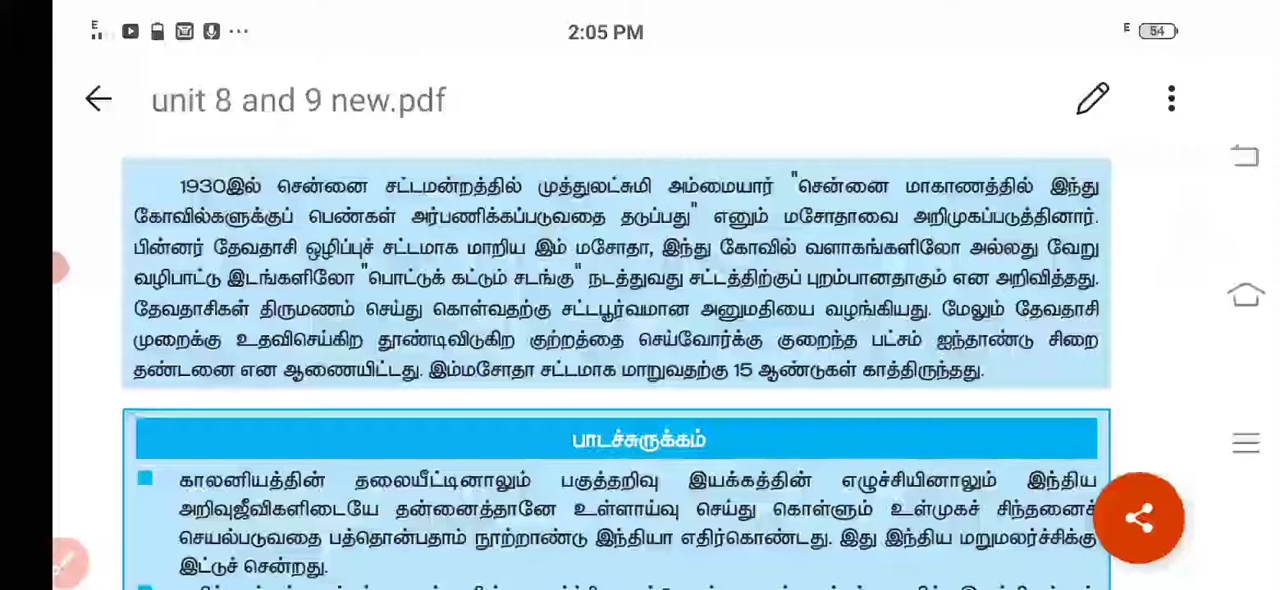 E
2:05 PM
E
54
unit 8 and 9 new.pdf
1930இல் சென்னை சட்டமன்றத்தில் முத்துலட்சுமி அம்மையார் "சென்னை மாகாணத்தில் இந்து
கோவில்களுக்குப் பெண்கள் அர்பணிக்கப்படுவதை தடுப்பது" எனும் மசோதாவை அறிமுகப்படுத்தினார்.
பின்னர் தேவதாசி ஒழிப்புச் சட்டமாக மாறிய இம் மசோதா, இந்து கோவில் வளாகங்களிலோ அல்லது வேறு
வழிபாட்டு இடங்களிலோ "பொட்டுக் கட்டும் சடங்கு" நடத்துவது சட்டத்திற்குப் புறம்பானதாகும் என அறிவித்தது.
தேவதாசிகள் திருமணம் செய்து கொள்வதற்கு சட்டபூர்வமான அனுமதியை வழங்கியது. மேலும் தேவதாசி
முறைக்கு உதவிசெய்கிற தூண்டிவிடுகிற குற்றத்தை செய்வோர்க்கு குறைந்த பட்சம் ஐந்தாண்டு சிறை
தண்டனை என ஆணையிட்டது. இம்மசோதா சட்டமாக மாறுவதற்கு 15 ஆண்டுகள் காத்திருந்தது.
பாடச்சுருக்கம்
காலனியத்தின் தலையீட்டினாலும் பகுத்தறிவு இயக்கத்தின் எழுச்சியினாலும் இந்திய
அறிவுஜீவிகளிடையே தன்னைத்தானே உள்ளாய்வு செய்து கொள்ளும் உள்முகச் சிந்தனைச்
செயல்படுவதை பத்தொன்பதாம் நூற்றாண்டு இந்தியா எதிர்கொண்டது. இது இந்திய மறுமலர்ச்சிக்கு
இட்டுச் சென்றது.